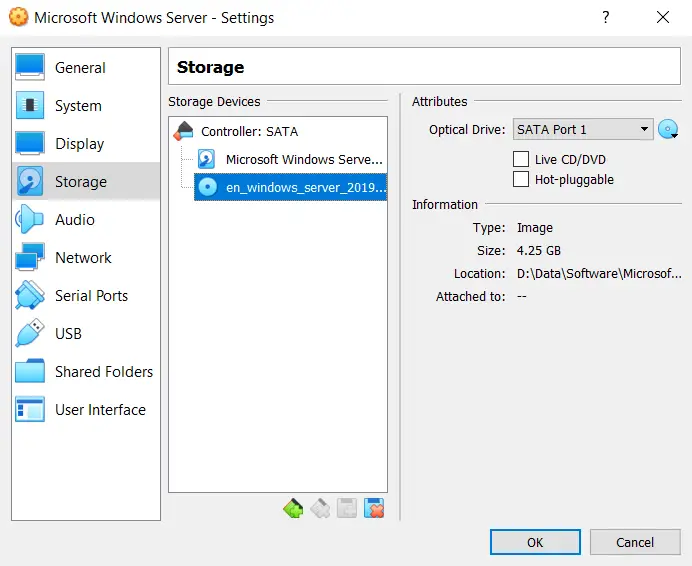 Microsoft Windows Server - Settings
?
General
System
Display
Storage
Audio
Network
Serial Ports
USB
Shared Folders
User Interface
Storage
Storage Devices
Controller: SATA
Microsoft Windows Serve...
en_windows_server_2019...
Attributes
Optical Drive: SATA Port 1
Live CD/DVD
Hot-pluggable
Information
Type: Image
Size: 4.25 GB
Location: D:\Data\Software\Microsof...
Attached to: --
OK Cancel